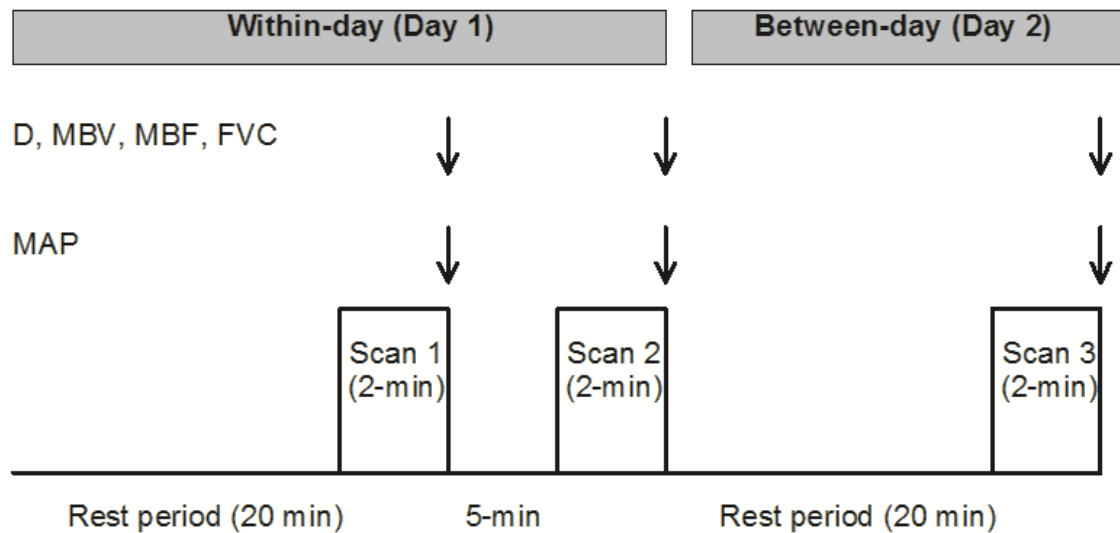 Within-day (Day 1)
Between-day (Day 2)
D, MBV, MBF, FVC
MAP
Scan 1
(2-min)
Scan 2
(2-min)
Scan 3
(2-min)
Rest period (20 min)
5-min
Rest period (20 min)